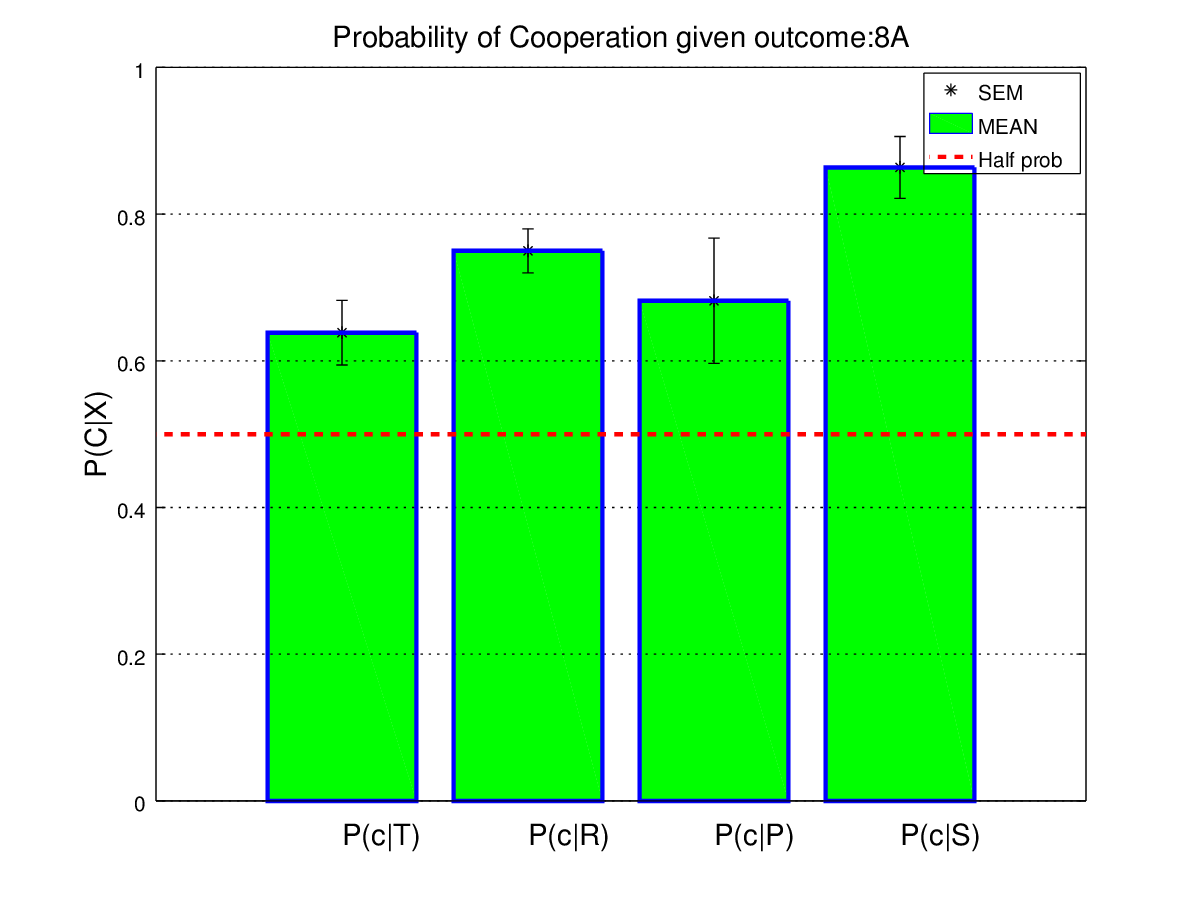 Probability of Cooperation given outcome:8A
SEM
MEAN
Half prob
P(C|X)
1
0.8
0.6
0.4
0.2
0
P(c|T) P(c|R) P(c|P) P(c|S)